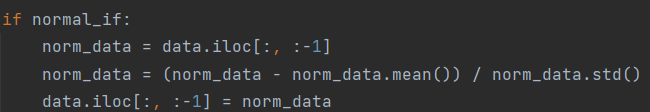 if normal_if:
    norm_data = data.iloc[:, :-1]
    norm_data = (norm_data - norm_data.mean()) / norm_data.std()
    data.iloc[:, :-1] = norm_data